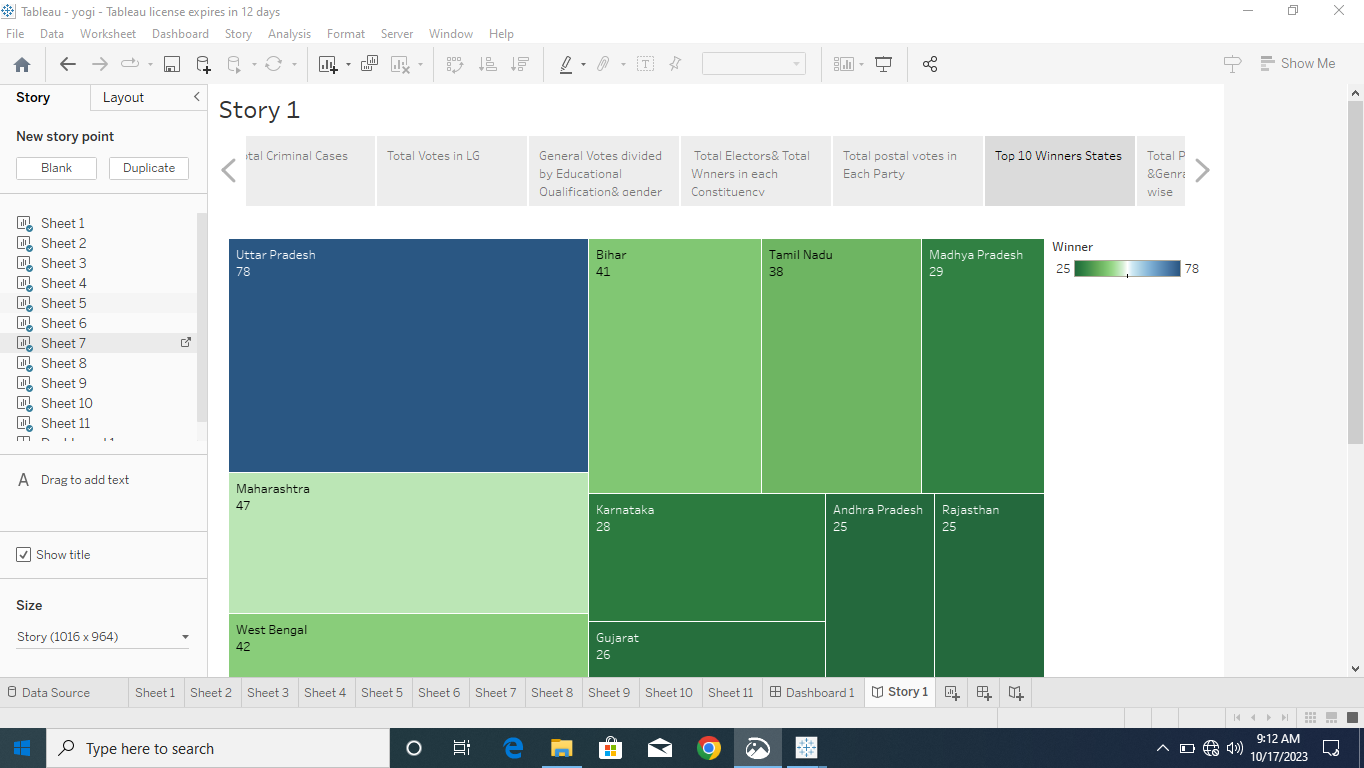 Tableau - yogi - Tableau license expires in 12 days
File Data Worksheet Dashboard Story Analysis Format Server Window Help
Show Me
Story Layout
New story point
Blank Duplicate
Sheet 1
Sheet 2
Sheet 3
Sheet 4
Sheet 5
Sheet 6
Sheet 7
Sheet 8
Sheet 9
Sheet 10
Sheet 11
A Drag to add text
Show title
Size
Story (1016 x 964)
Story 1
Criminal Cases
Total Votes in LG
General Votes divided
by Educational
Qualification& gender
Total Electors& Total
Wnners in each
Constituency
Total postal votes in
Each Party
Top 10 Winners States
Total P
&Genra
wise
Uttar Pradesh
78
Maharashtra
47
West Bengal
42
Bihar
41
Tamil Nadu
38
Madhya Pradesh
29
Karnataka
28
Gujarat
26
Andhra Pradesh
25
Rajasthan
25
Winner
25 78
Data Source Sheet 1 Sheet 2 Sheet 3 Sheet 4 Sheet 5 Sheet 6 Sheet 7 Sheet 8 Sheet 9 Sheet 10 Sheet 11 Dashboard 1 Story 1
Type here to search
9:12 AM
10/17/2023